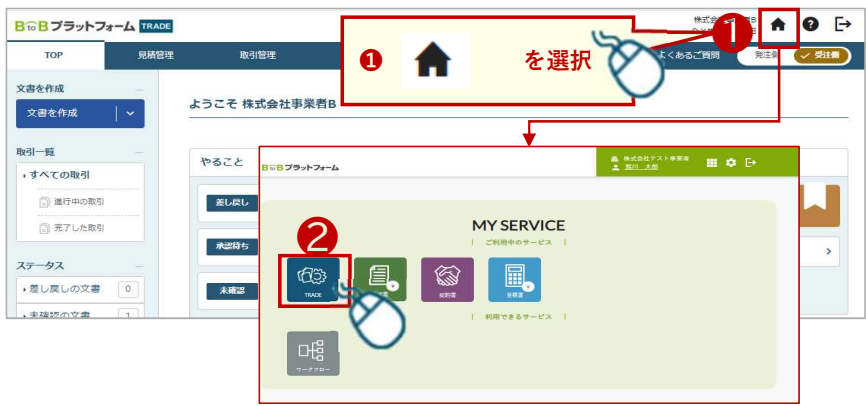 BtoBプラットフォーム TRADE
株式会社事業者B
TOP
見積管理
取引管理
よくあるご質問
発注側
受注側
❶ を選択
1
文書を作成
文書を作成
ようこそ 株式会社事業者B
取引一覧
すべての取引
進行中の取引
完了した取引
ステータス
差し戻しの文書 0
未確認の文書 1
やること
差し戻し
承認待ち
未確認
BtoBプラットフォーム
株式会社テスト事業者
MY SERVICE
ご利用中のサービス
2
TRADE
契約書
見積書
利用できるサービス
ワークフロー